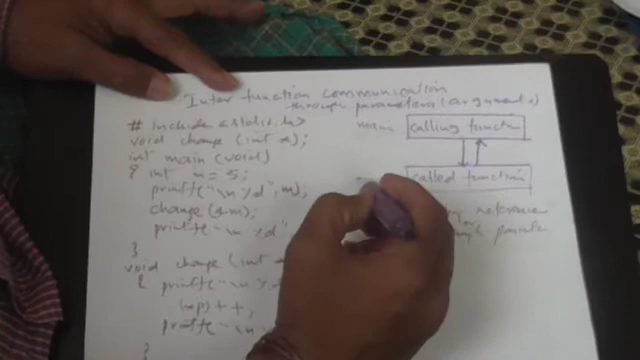 Inter function communication
through parameters (arguments)
# include <stdio.h>
void change (int *);
int main (void)
{ int m = 5;
printf("\n %d", m);
change (&m);
printf("\n %d"
}
void change (int
{ printf("\n %d
(*p)++;
printf("\n
}
main
calling function
called function
reference